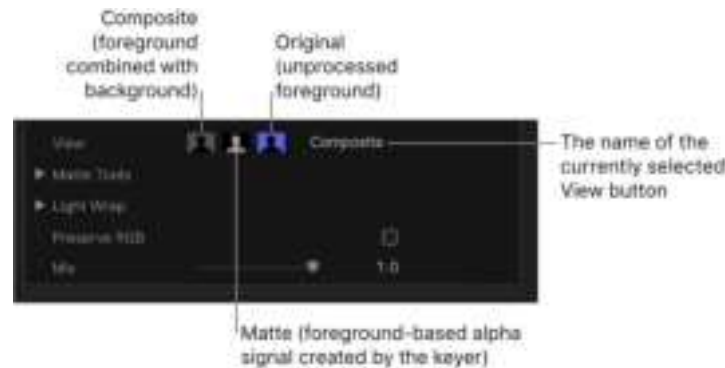 Composite
(foreground
combined with
background)
Original
(unprocessed
foreground)
View
Composite
The name of the
currently selected
View button
Matte Tools
Light Wrap
Preserve RGB
Mix
1.0
Matte (foreground-based alpha
signal created by the keyer)